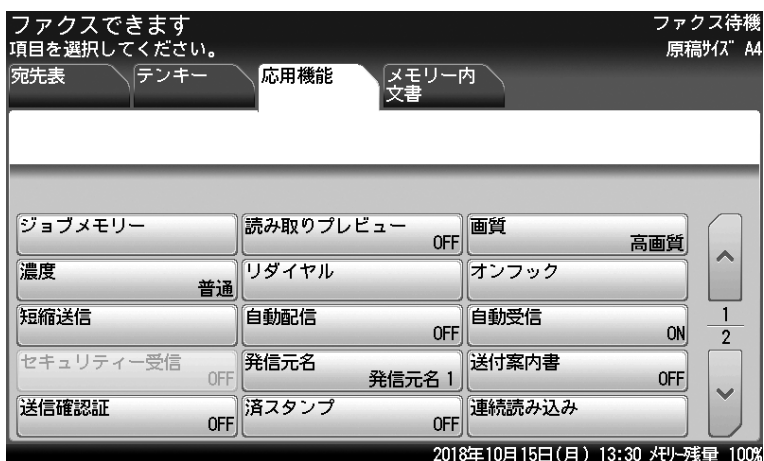 ファクスできます ファクス待機
項目を選択してください。 原稿ｻｲｽﾞ A4
宛先表 テンキー 応用機能 メモリー内
文書
ジョブメモリー 読み取りプレビュー OFF 画質 高画質
濃度 普通 リダイヤル オンフック
短縮送信 自動配信 OFF 自動受信 ON
1
2
セキュリティー受信 OFF 発信元名 発信元名1 送付案内書 OFF
送信確認証 OFF 済スタンプ OFF 連続読み込み
2018年10月15日(月) 13:30 ﾒﾓﾘｰ残量 100%